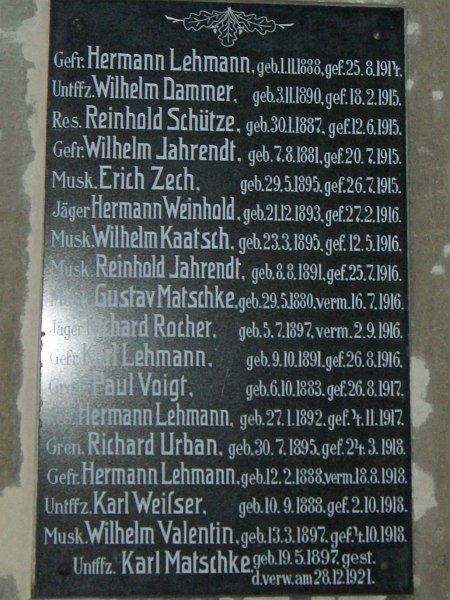 Gefr. Hermann Lehmann, geb.1.11.1888, gef.25.8.1914.
Untffz. Wilhelm Dammer, geb.3.11.1890, gef.18.2.1915.
Res. Reinhold Schütze, geb.30.1.1887, gef.12.6.1915.
Gefr. Wilhelm Jahrendt, geb.7.8.1881, gef.20.7.1915.
Musk. Erich Zech, geb.29.5.1895, gef.26.7.1915.
Jäger Hermann Weinhold, geb.21.12.1893, gef.27.2.1916.
Musk. Wilhelm Kaatsch, geb.23.3.1895, gef.12.5.1916.
Musk. Reinhold Jahrendt, geb.8.8.1891, gef.25.7.1916.
Musk. Gustav Matschke, geb.29.5.1880, verm.16.7.1916.
Jäger Richard Rocher, geb.5.7.1897, verm.2.9.1916.
Gefr. Karl Lehmann, geb.9.10.1891, gef.26.8.1916.
Paul Voigt, geb.6.10.1883, gef.26.8.1917.
Res. Hermann Lehmann, geb.27.1.1892, gef.4.11.1917.
Gren. Richard Urban, geb.30.7.1895, gef.24.3.1918.
Gefr. Hermann Lehmann, geb.12.2.1888, verm.18.8.1918.
Untffz. Karl Weiſser, geb.10.9.1888, gef.2.10.1918.
Musk. Wilhelm Valentin, geb.13.3.1897, gef.4.10.1918.
Untffz. Karl Matschke, geb.19.5.1897, gest.
d.verw.am 28.12.1921.